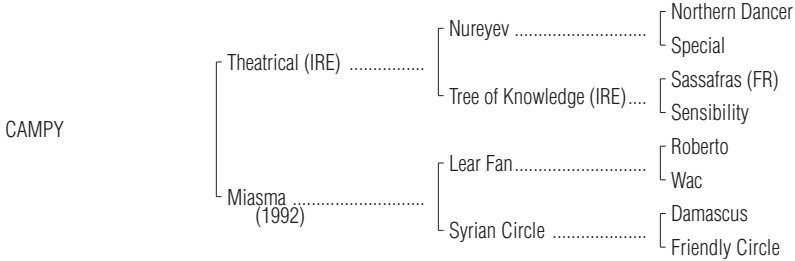 Northern Dancer
Nureyev ............................
Special
Theatrical (IRE) ................
Sassafras (FR)
Tree of Knowledge (IRE)....
Sensibility
CAMPY
Roberto
Lear Fan............................
Wac
Miasma ............................
(1992)
Damascus
Syrian Circle ....................
Friendly Circle